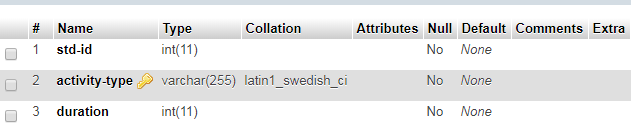 # Name Type Collation Attributes Null Default Comments Extra
1 std-id int(11) No None
2 activity-type varchar(255) latin1_swedish_ci No None
3 duration int(11) No None